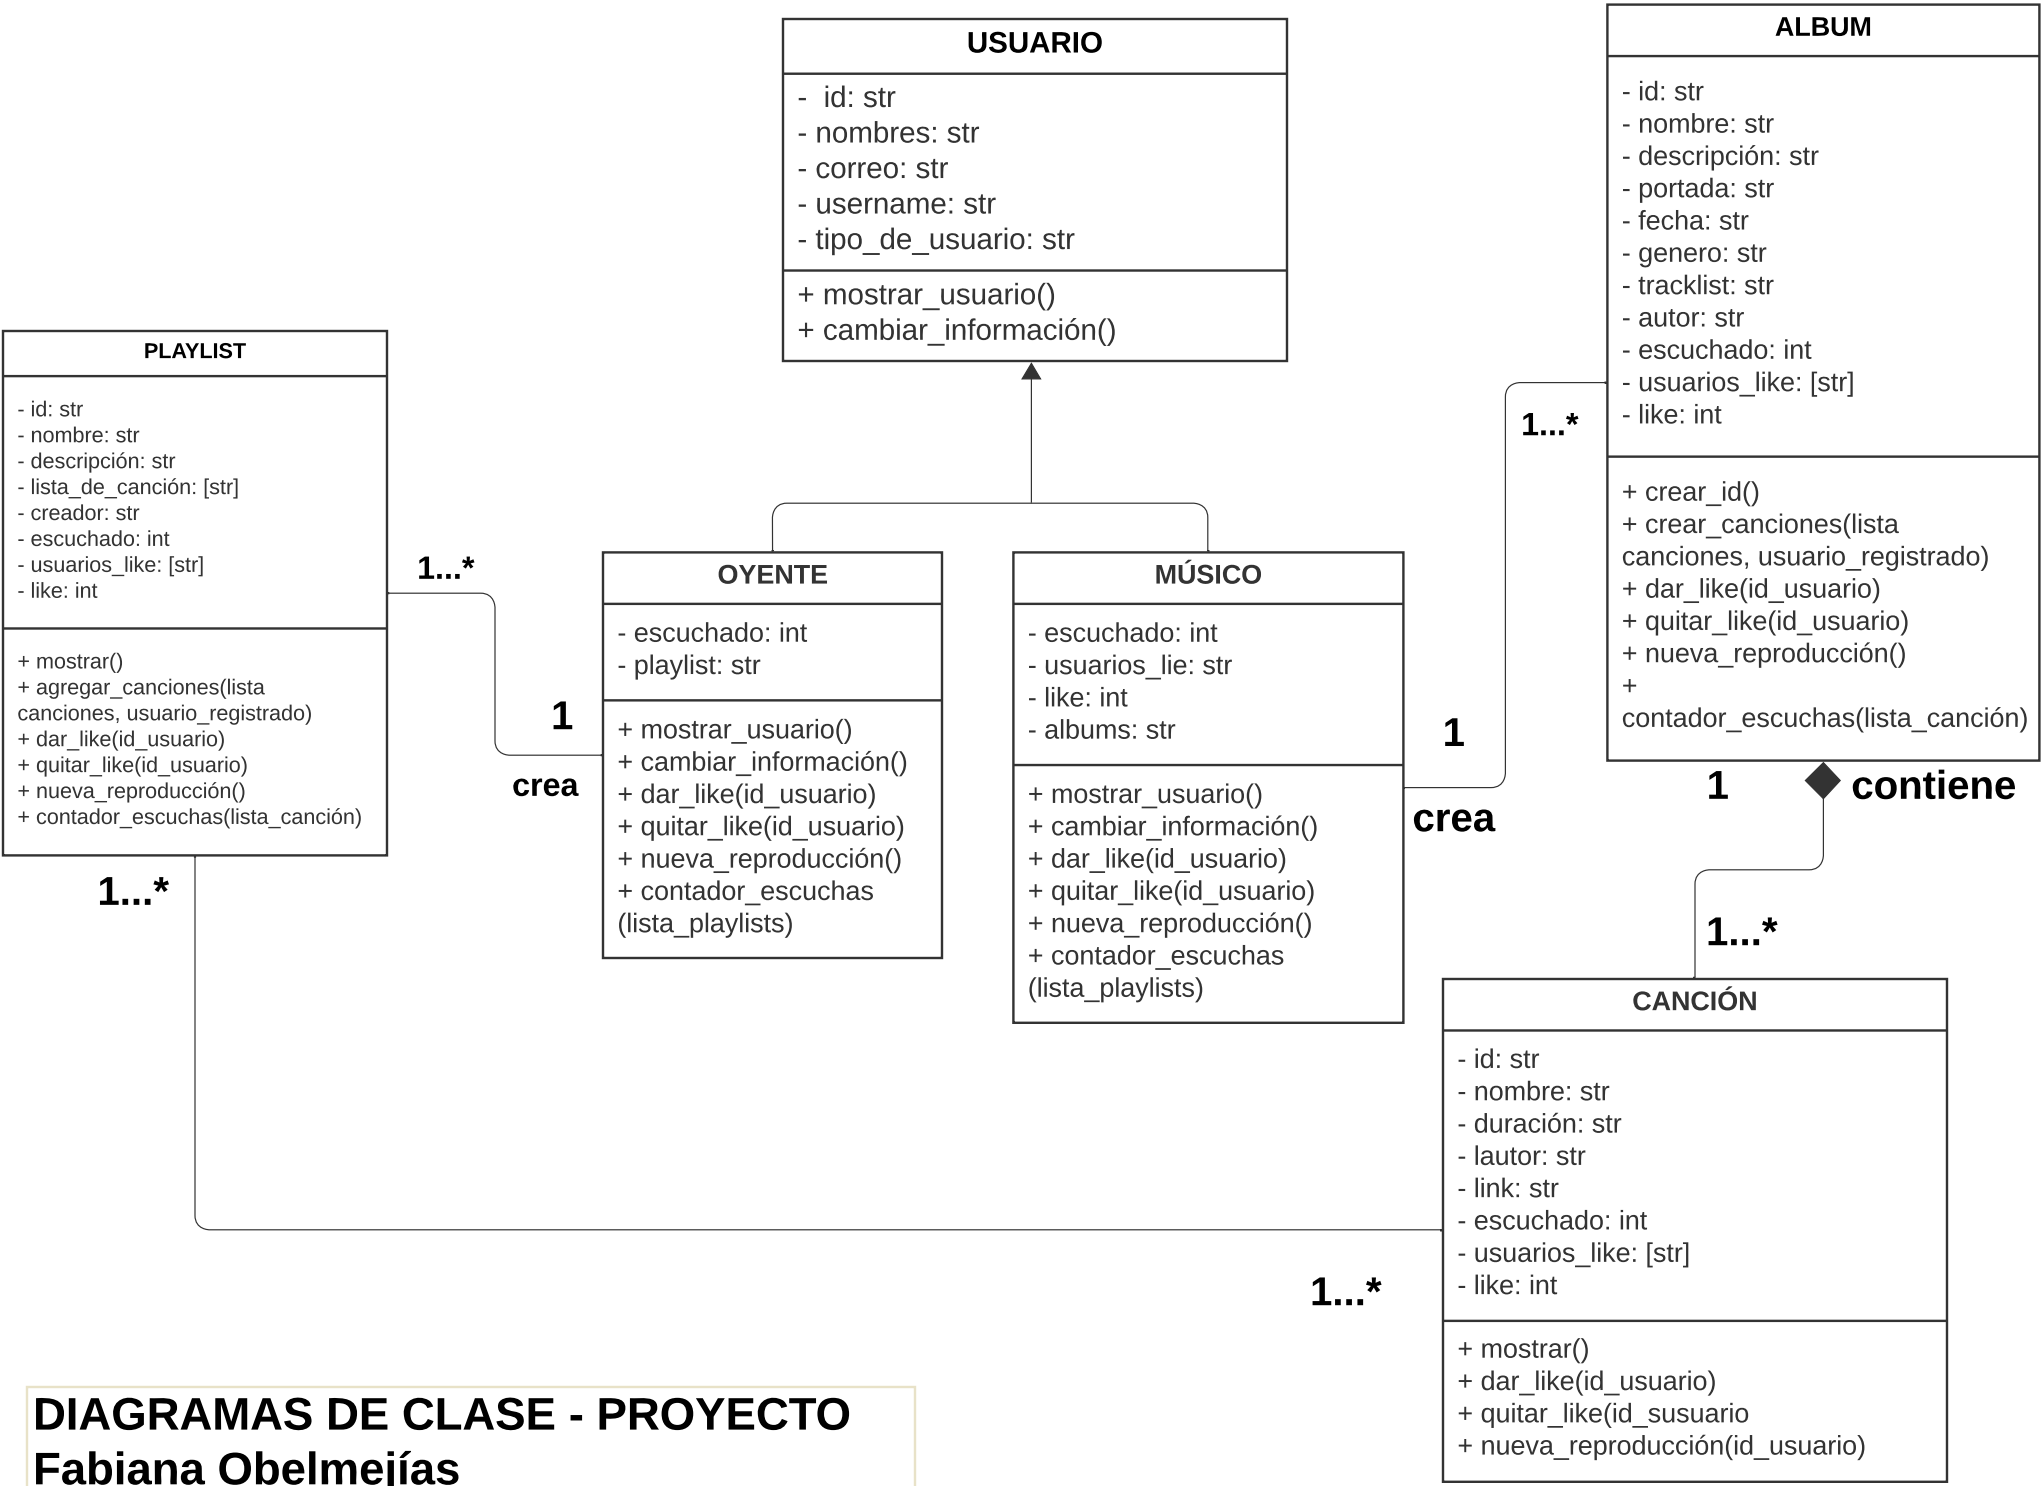 USUARIO
-  id: str
- nombres: str
- correo: str
- username: str
- tipo_de_usuario: str
+ mostrar_usuario()
+ cambiar_información()
ALBUM
- id: str
- nombre: str
- descripción: str
- portada: str
- fecha: str
- genero: str
- tracklist: str
- autor: str
- escuchado: int
- usuarios_like: [str]
- like: int
+ crear_id()
+ crear_canciones(lista
canciones, usuario_registrado)
+ dar_like(id_usuario)
+ quitar_like(id_usuario)
+ nueva_reproducción()
+
contador_escuchas(lista_canción)
PLAYLIST
- id: str
- nombre: str
- descripción: str
- lista_de_canción: [str]
- creador: str
- escuchado: int
- usuarios_like: [str]
- like: int
+ mostrar()
+ agregar_canciones(lista
canciones, usuario_registrado)
+ dar_like(id_usuario)
+ quitar_like(id_usuario)
+ nueva_reproducción()
+ contador_escuchas(lista_canción)
1...*
1
crea
OYENTE
- escuchado: int
- playlist: str
+ mostrar_usuario()
+ cambiar_información()
+ dar_like(id_usuario)
+ quitar_like(id_usuario)
+ nueva_reproducción()
+ contador_escuchas
(lista_playlists)
MÚSICO
- escuchado: int
- usuarios_lie: str
- like: int
- albums: str
+ mostrar_usuario()
+ cambiar_información()
+ dar_like(id_usuario)
+ quitar_like(id_usuario)
+ nueva_reproducción()
+ contador_escuchas
(lista_playlists)
1...*
1
crea
1
contiene
1...*
1...*
CANCIÓN
- id: str
- nombre: str
- duración: str
- lautor: str
- link: str
- escuchado: int
- usuarios_like: [str]
- like: int
+ mostrar()
+ dar_like(id_usuario)
+ quitar_like(id_susuario
+ nueva_reproducción(id_usuario)
1...*
DIAGRAMAS DE CLASE - PROYECTO
Fabiana Obelmejías